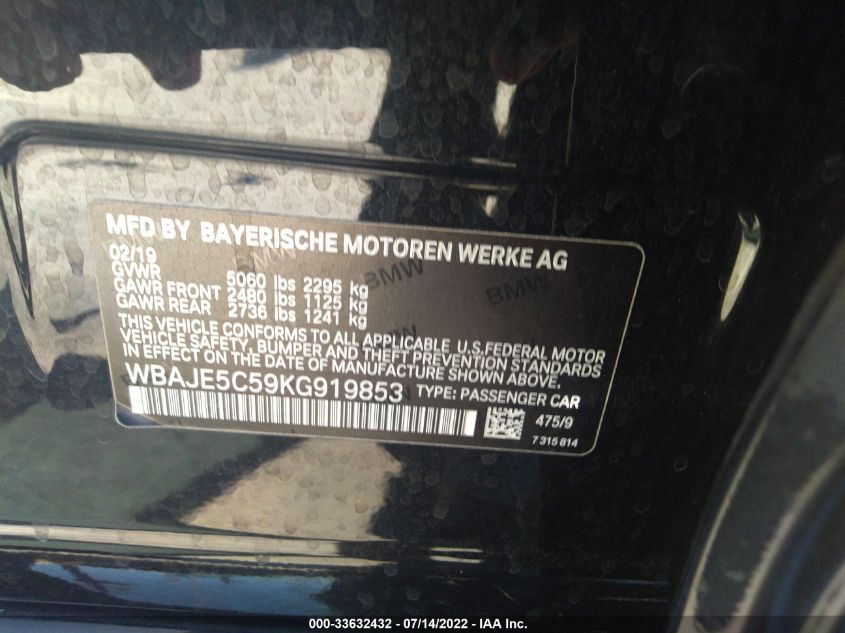 MFD BY BAYERISCHE MOTOREN WERKE AG
02/19
GVWR 5060 lbs 2295 kg
GAWR FRONT 2480 lbs 1125 kg
GAWR REAR 2736 lbs 1241 kg
THIS VEHICLE CONFORMS TO ALL APPLICABLE U.S.FEDERAL MOTOR
VEHICLE SAFETY, BUMPER AND THEFT PREVENTION STANDARDS
IN EFFECT ON THE DATE OF MANUFACTURE SHOWN ABOVE.
WBAJE5C59KG919853 TYPE: PASSENGER CAR
475/9
7 315 814
BMW
BMW
BMW
000-33632432 / 07/14/2022 - IAA Inc.